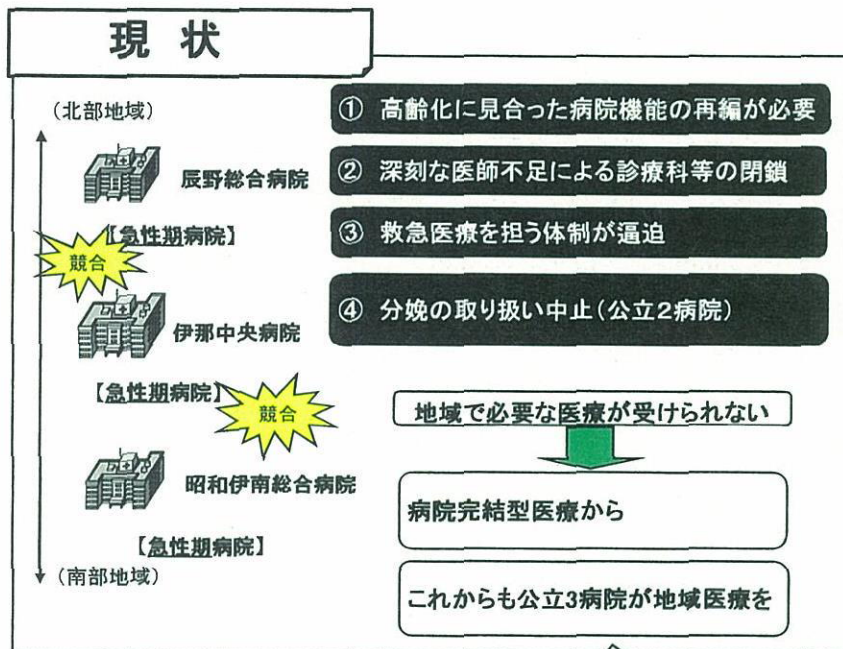 現 状
(北部地域)
辰野総合病院
【急性期病院】
競合
伊那中央病院
【急性期病院】
競合
昭和伊南総合病院
【急性期病院】
(南部地域)
① 高齢化に見合った病院機能の再編が必要
② 深刻な医師不足による診療科等の閉鎖
③ 救急医療を担う体制が逼迫
④ 分娩の取り扱い中止(公立2病院)
地域で必要な医療が受けられない
病院完結型医療から
これからも公立3病院が地域医療を